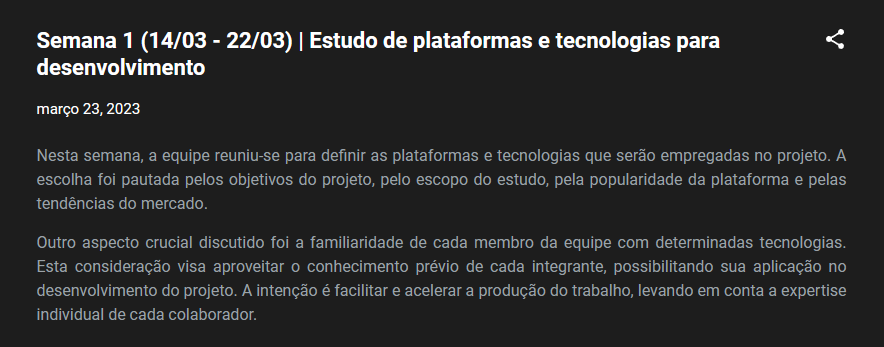 Semana 1 (14/03 - 22/03) | Estudo de plataformas e tecnologias para
desenvolvimento
março 23, 2023
Nesta semana, a equipe reuniu-se para definir as plataformas e tecnologias que serão empregadas no projeto. A
escolha foi pautada pelos objetivos do projeto, pelo escopo do estudo, pela popularidade da plataforma e pelas
tendências do mercado.
Outro aspecto crucial discutido foi a familiaridade de cada membro da equipe com determinadas tecnologias.
Esta consideração visa aproveitar o conhecimento prévio de cada integrante, possibilitando sua aplicação no
desenvolvimento do projeto. A intenção é facilitar e acelerar a produção do trabalho, levando em conta a expertise
individual de cada colaborador.